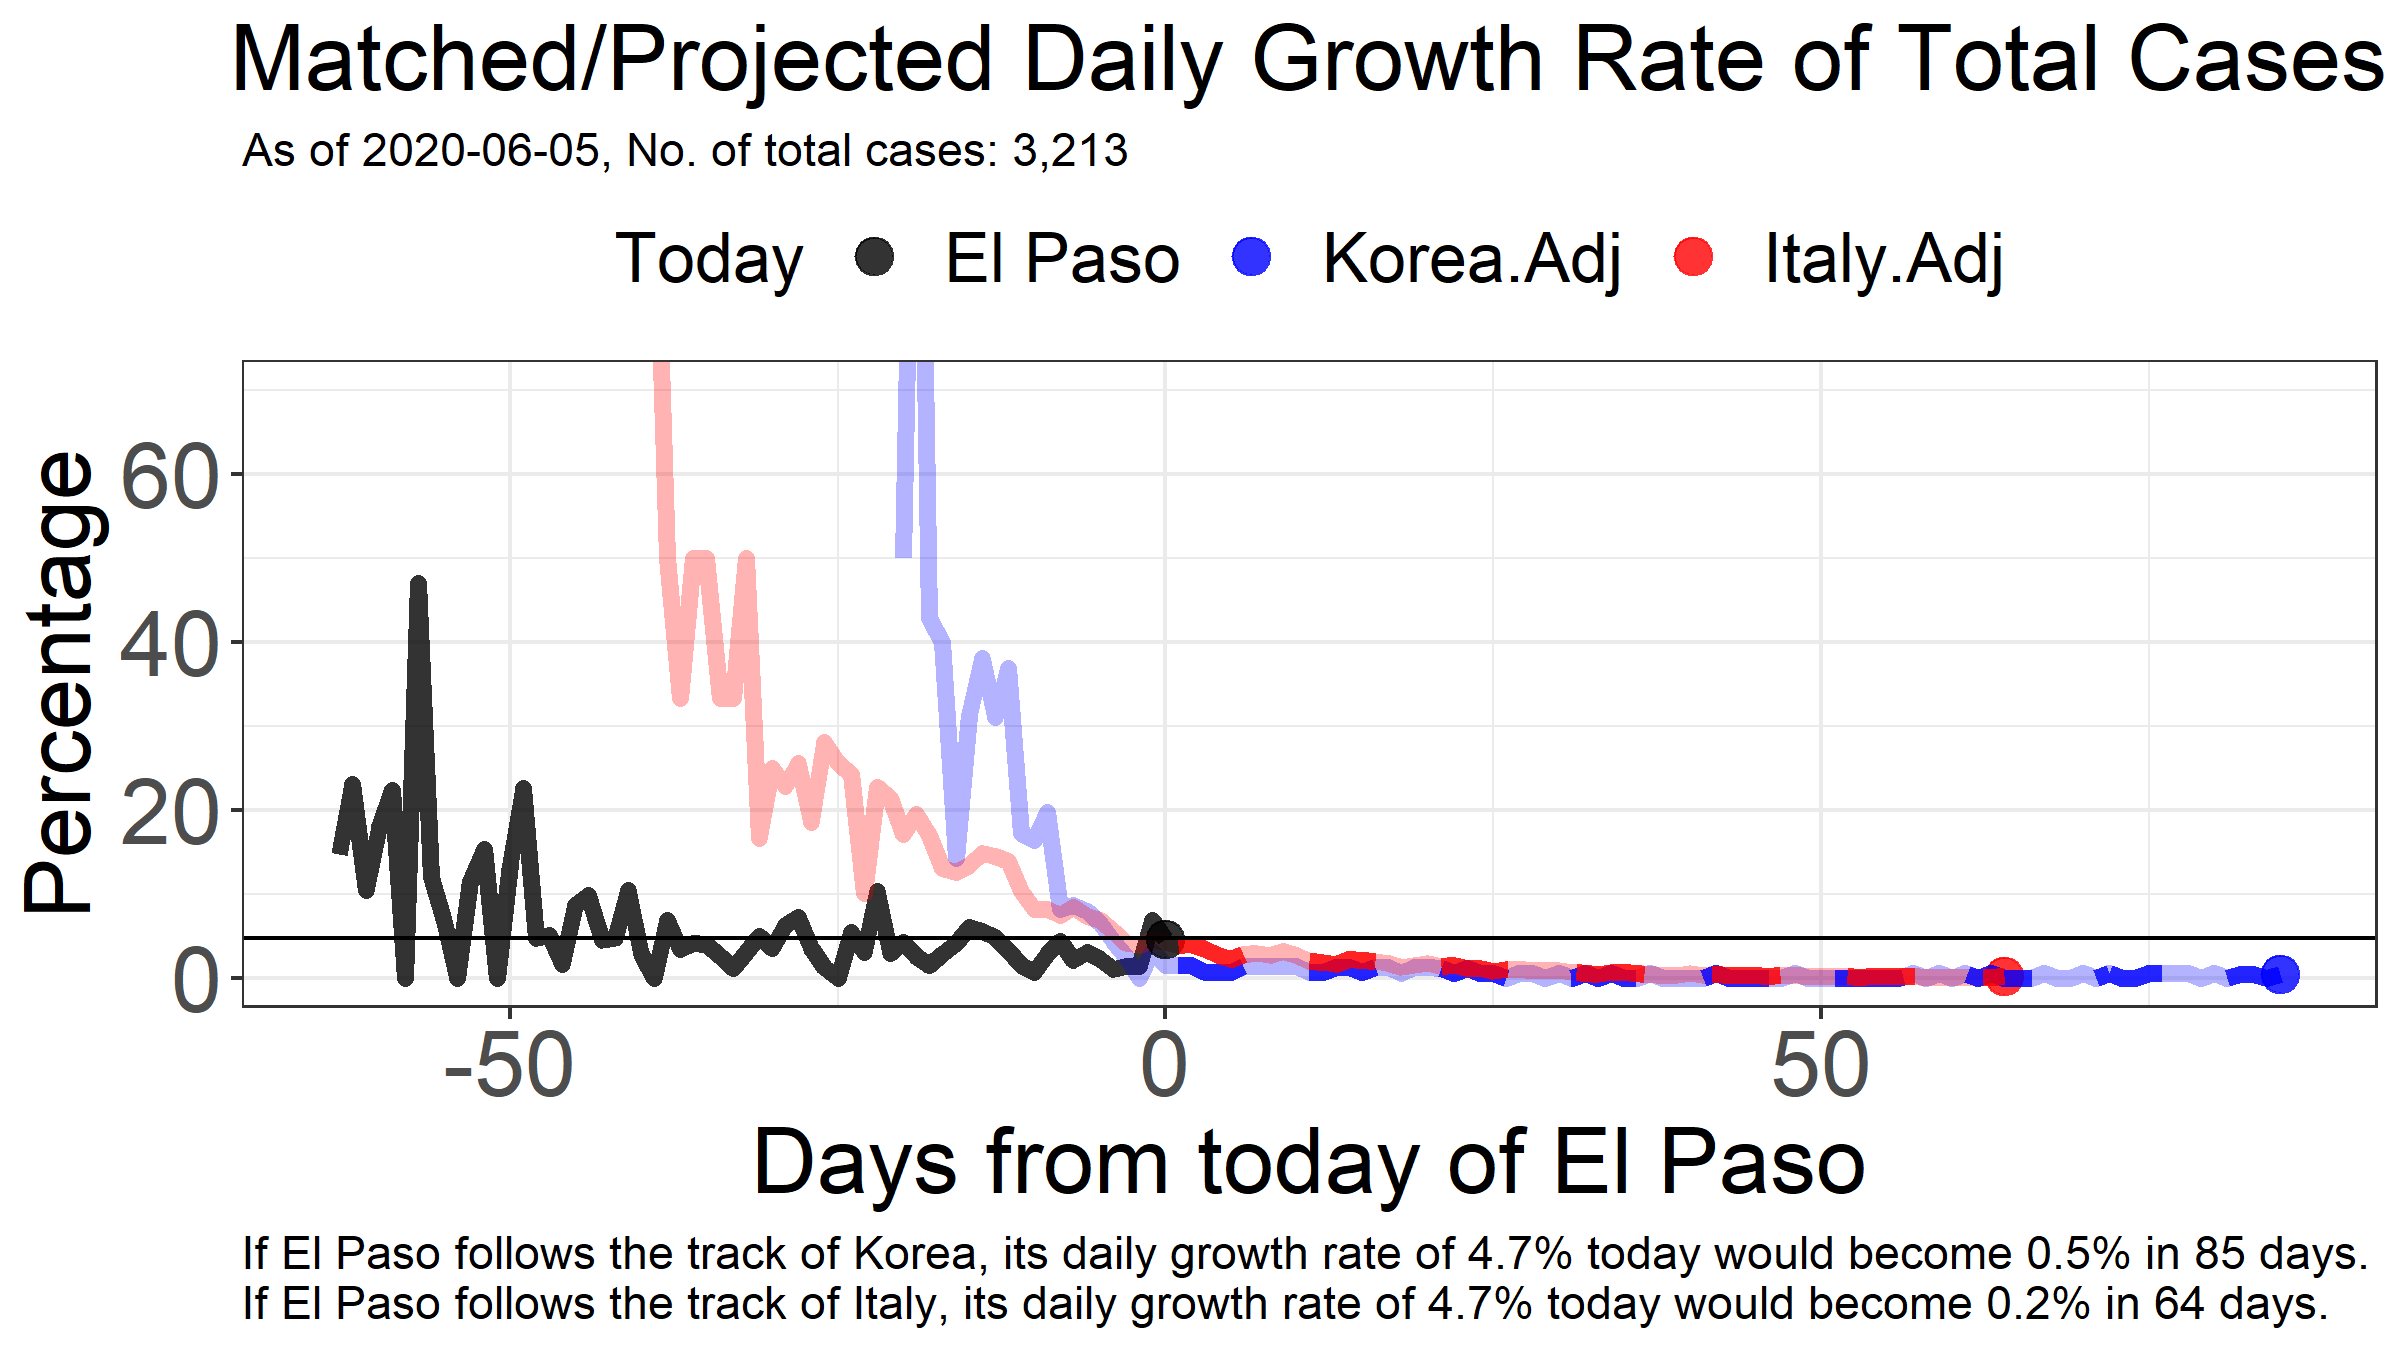 Matched/Projected Daily Growth Rate of Total Cases
As of 2020-06-05, No. of total cases: 3,213
Today El Paso Korea.Adj Italy.Adj
Percentage
60
40
20
0
-50 0 50
Days from today of El Paso
If El Paso follows the track of Korea, its daily growth rate of 4.7% today would become 0.5% in 85 days.
If El Paso follows the track of Italy, its daily growth rate of 4.7% today would become 0.2% in 64 days.